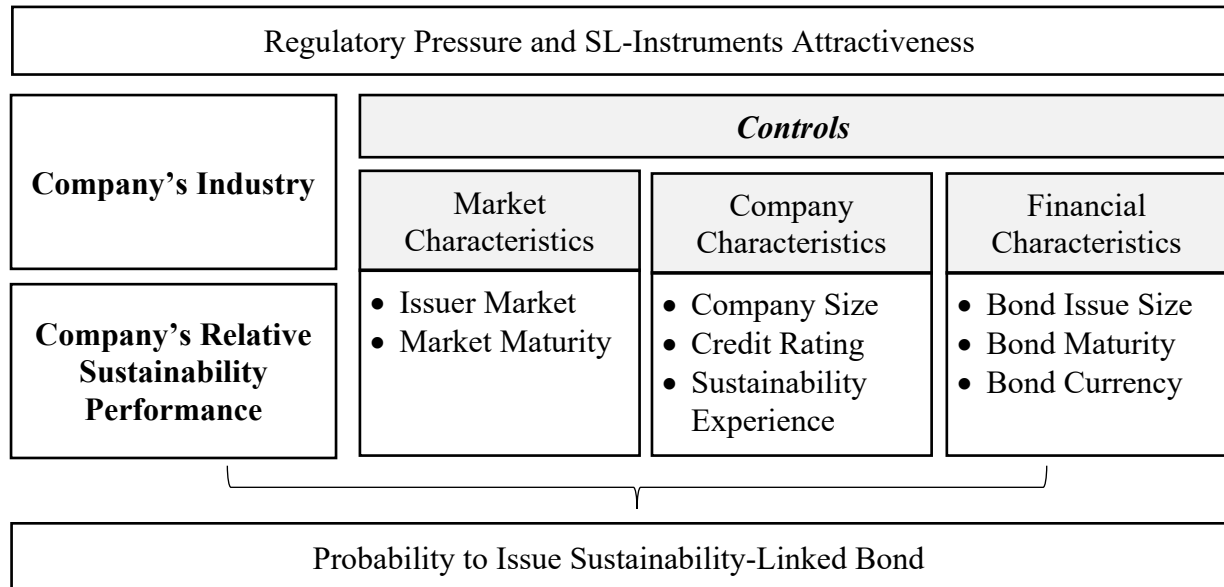 Regulatory Pressure and SL-Instruments Attractiveness
Company’s Industry
Company’s Relative
Sustainability
Performance
Controls
Market
Characteristics
• Issuer Market
• Market Maturity
Company
Characteristics
• Company Size
• Credit Rating
• Sustainability
Experience
Financial
Characteristics
• Bond Issue Size
• Bond Maturity
• Bond Currency
Probability to Issue Sustainability-Linked Bond